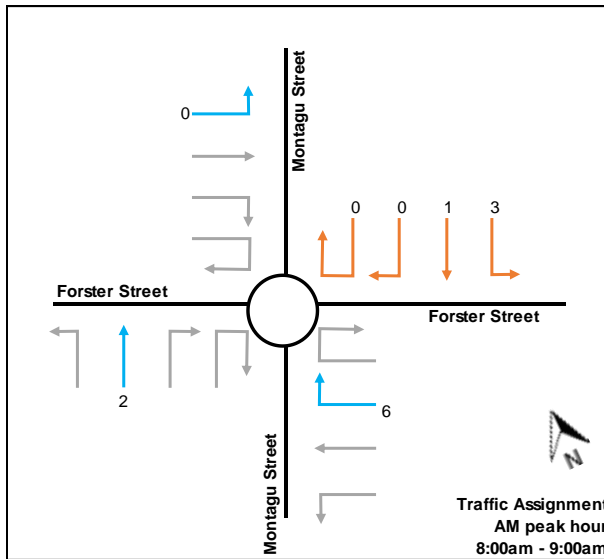 Montagu Street
0
0 0 1 3
Forster Street
Forster Street
2
6
Montagu Street
N
Traffic Assignment
AM peak hour
8:00am - 9:00am